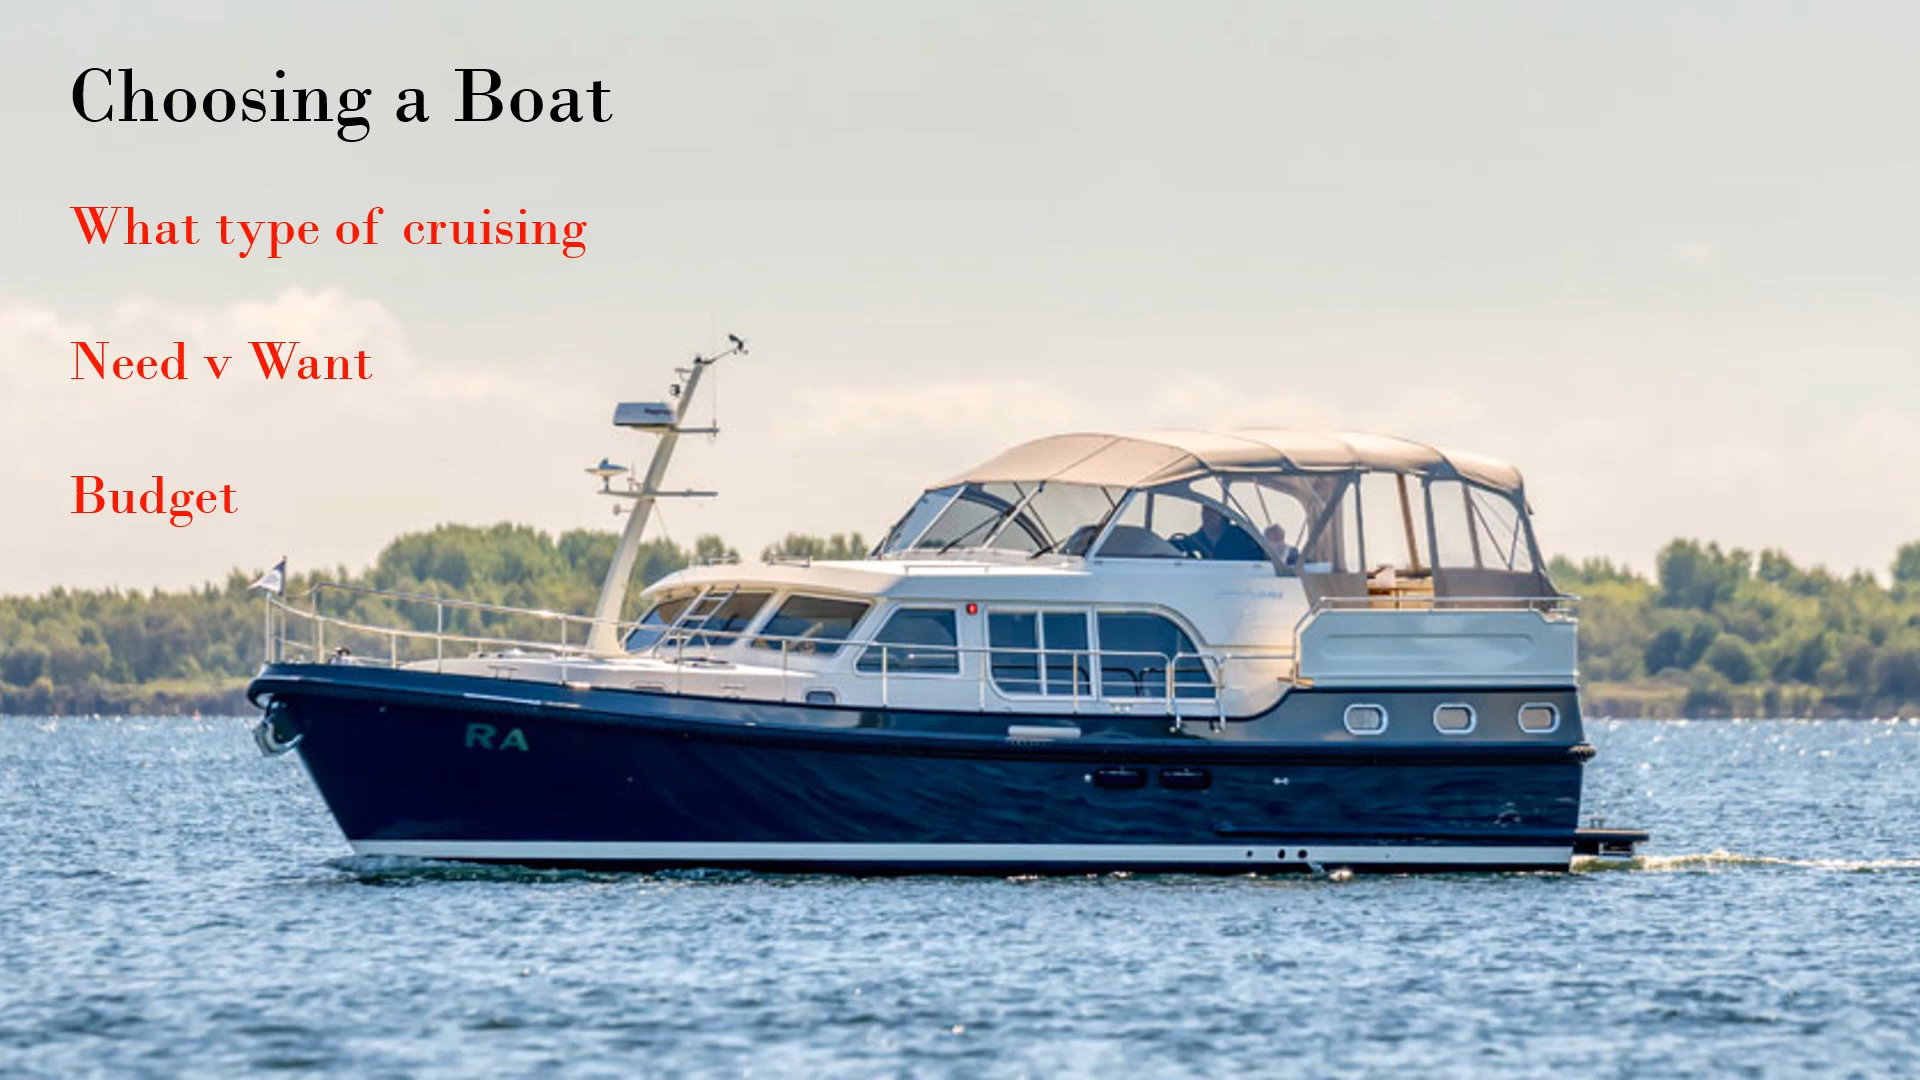 Choosing a Boat
What type of cruising
Need v Want
Budget
RA